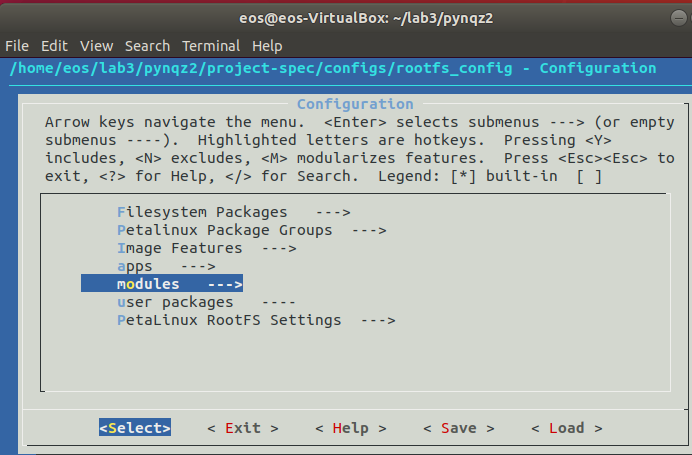 eos@eos-VirtualBox: ~/lab3/pynqz2
File Edit View Search Terminal Help
/home/eos/lab3/pynqz2/project-spec/configs/rootfs_config - Configuration
Configuration
Arrow keys navigate the menu. <Enter> selects submenus ---> (or empty
submenus ----). Highlighted letters are hotkeys. Pressing <Y>
includes, <N> excludes, <M> modularizes features. Press <Esc><Esc> to
exit, <?> for Help, </> for Search. Legend: [*] built-in [ ]
Filesystem Packages --->
Petalinux Package Groups --->
Image Features --->
apps --->
modules --->
user packages ----
PetaLinux RootFS Settings --->
<Select> < Exit > < Help > < Save > < Load >